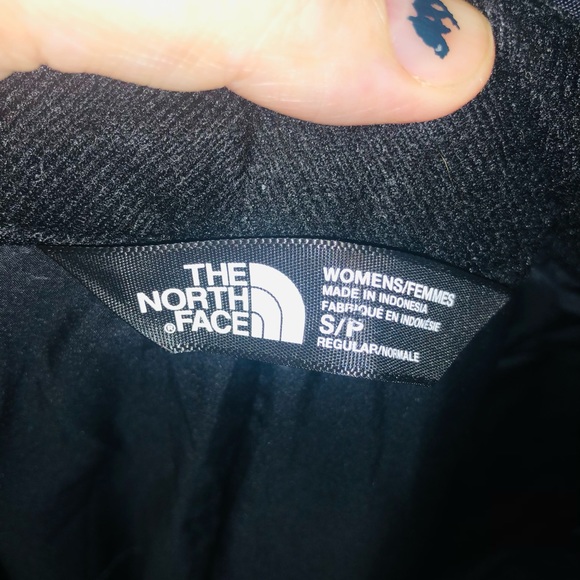 THE
NORTH
®FACE
WOMENS/FEMMES
MADE IN INDONESIA
FABRIQUÉ EN INDONÉSIE
S/P
REGULAR/NORMALE